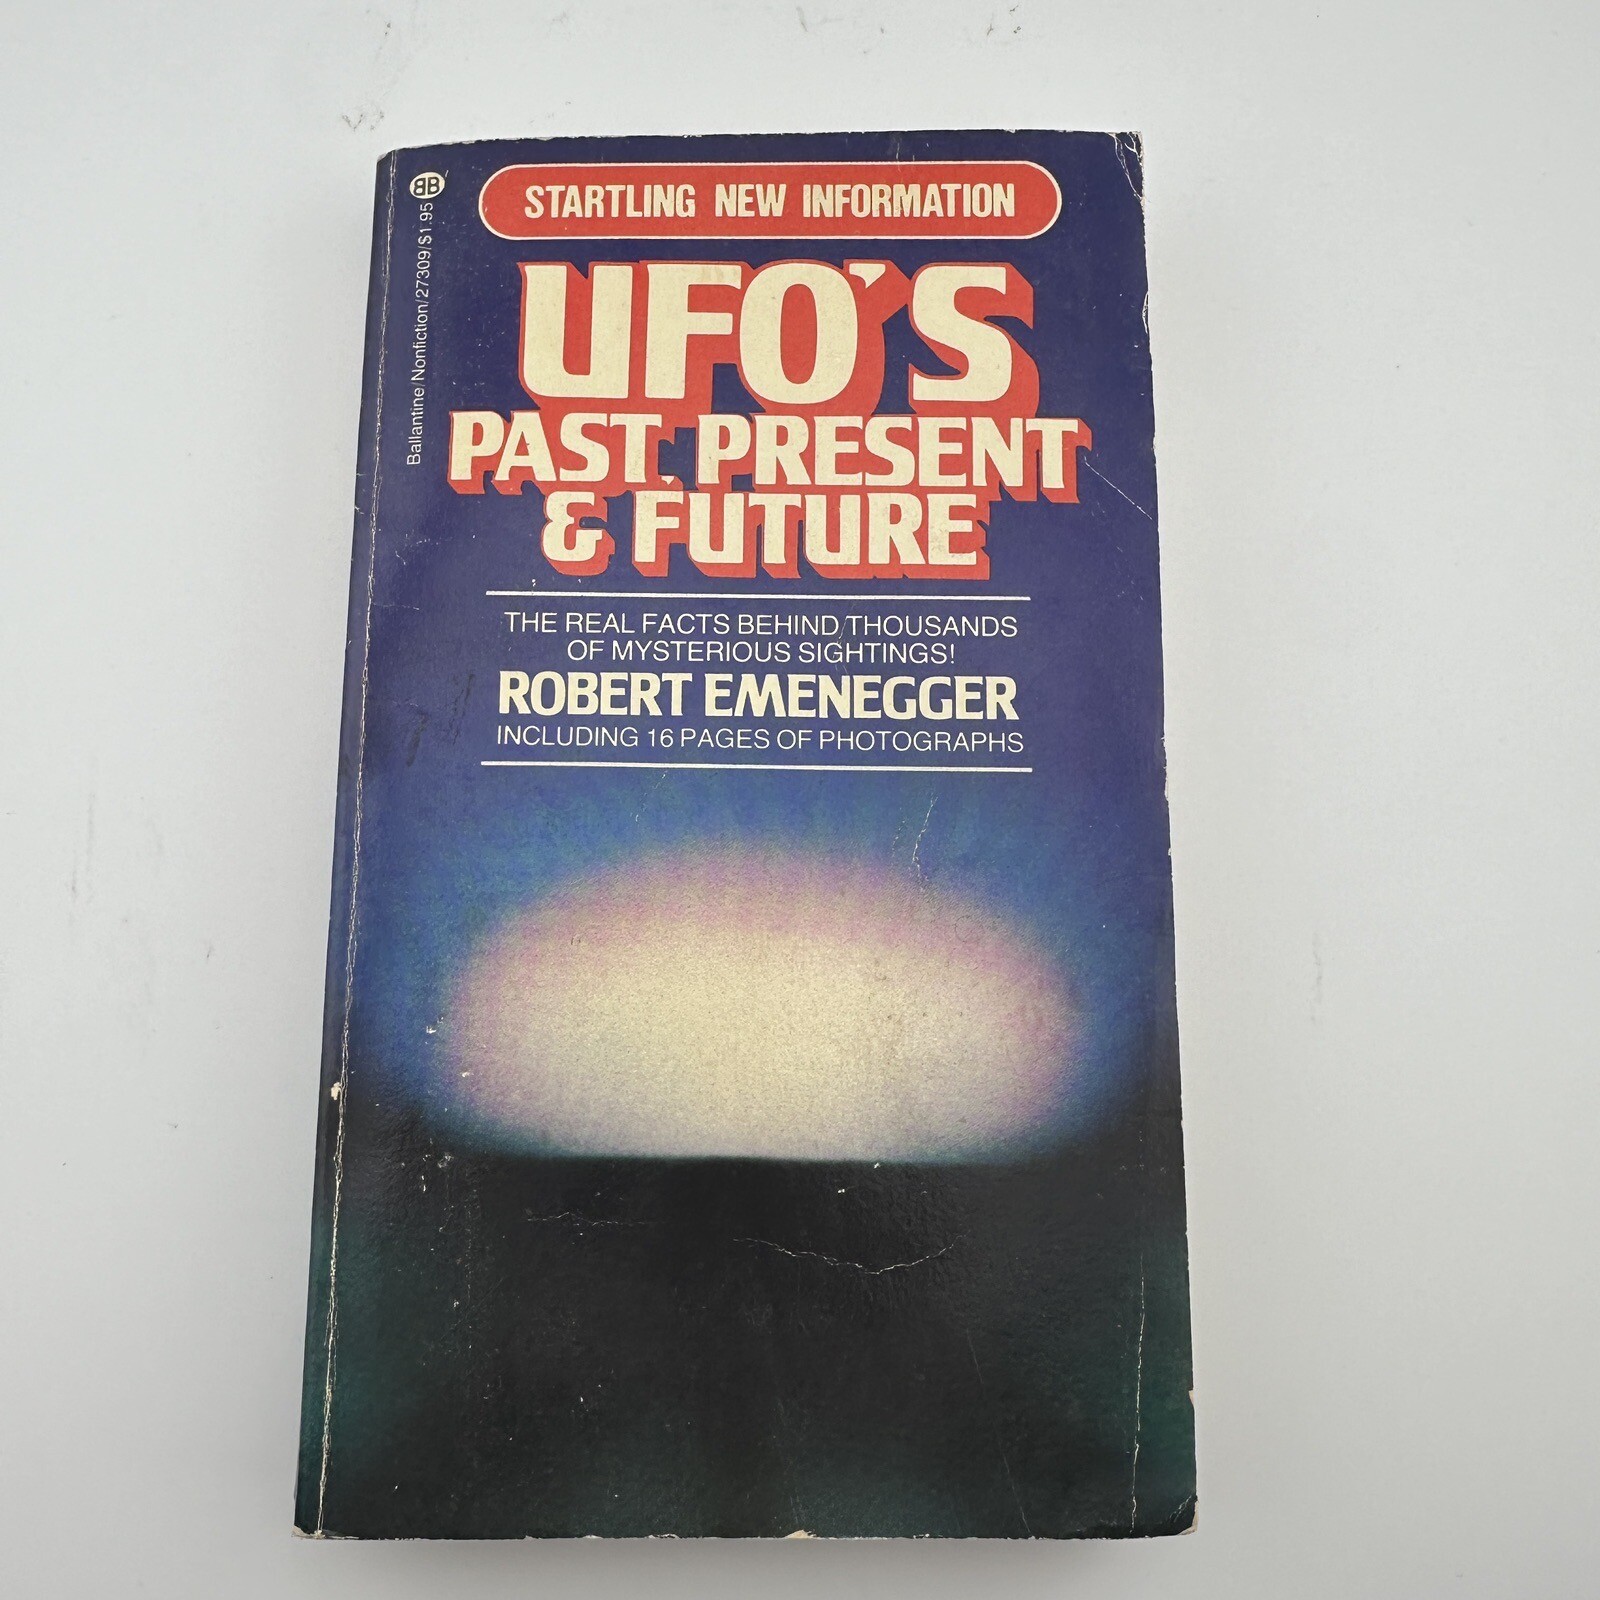 BB
Ballantine/Nonfiction/27309/$1.95
STARTLING NEW INFORMATION
UFO'S
PAST, PRESENT
& FUTURE
THE REAL FACTS BEHIND THOUSANDS
OF MYSTERIOUS SIGHTINGS!
ROBERT EMENEGGER
INCLUDING 16 PAGES OF PHOTOGRAPHS